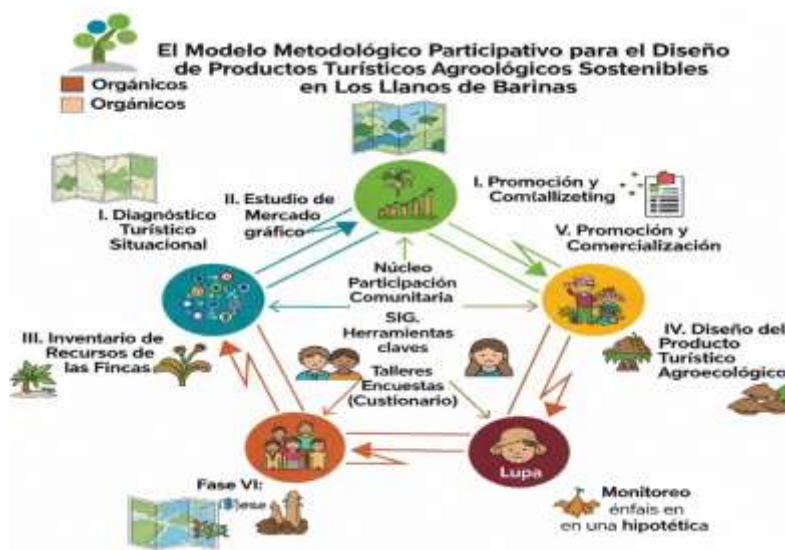 El Modelo Metodológico Participativo para el Diseño
de Productos Turísticos Agroológicos Sostenibles
en Los Llanos de Barinas
Orgánicos
Orgánicos
I. Diagnóstico
Turístico
Situacional
II. Estudio de
Mercado
gráfico
I. Promoción y
V. Promoción y
Comercialización
Núcleo
Participación
Comunitaria
SIG.
Herramientas
claves
Talleres
Encuestas
(Custionario)
III. Inventario de
Recursos de
las Fincas
IV. Diseño del
Producto
Turístico
Agroecológico
Lupa
Fase VI:
Monitoreo
énfais en
en una hipotética